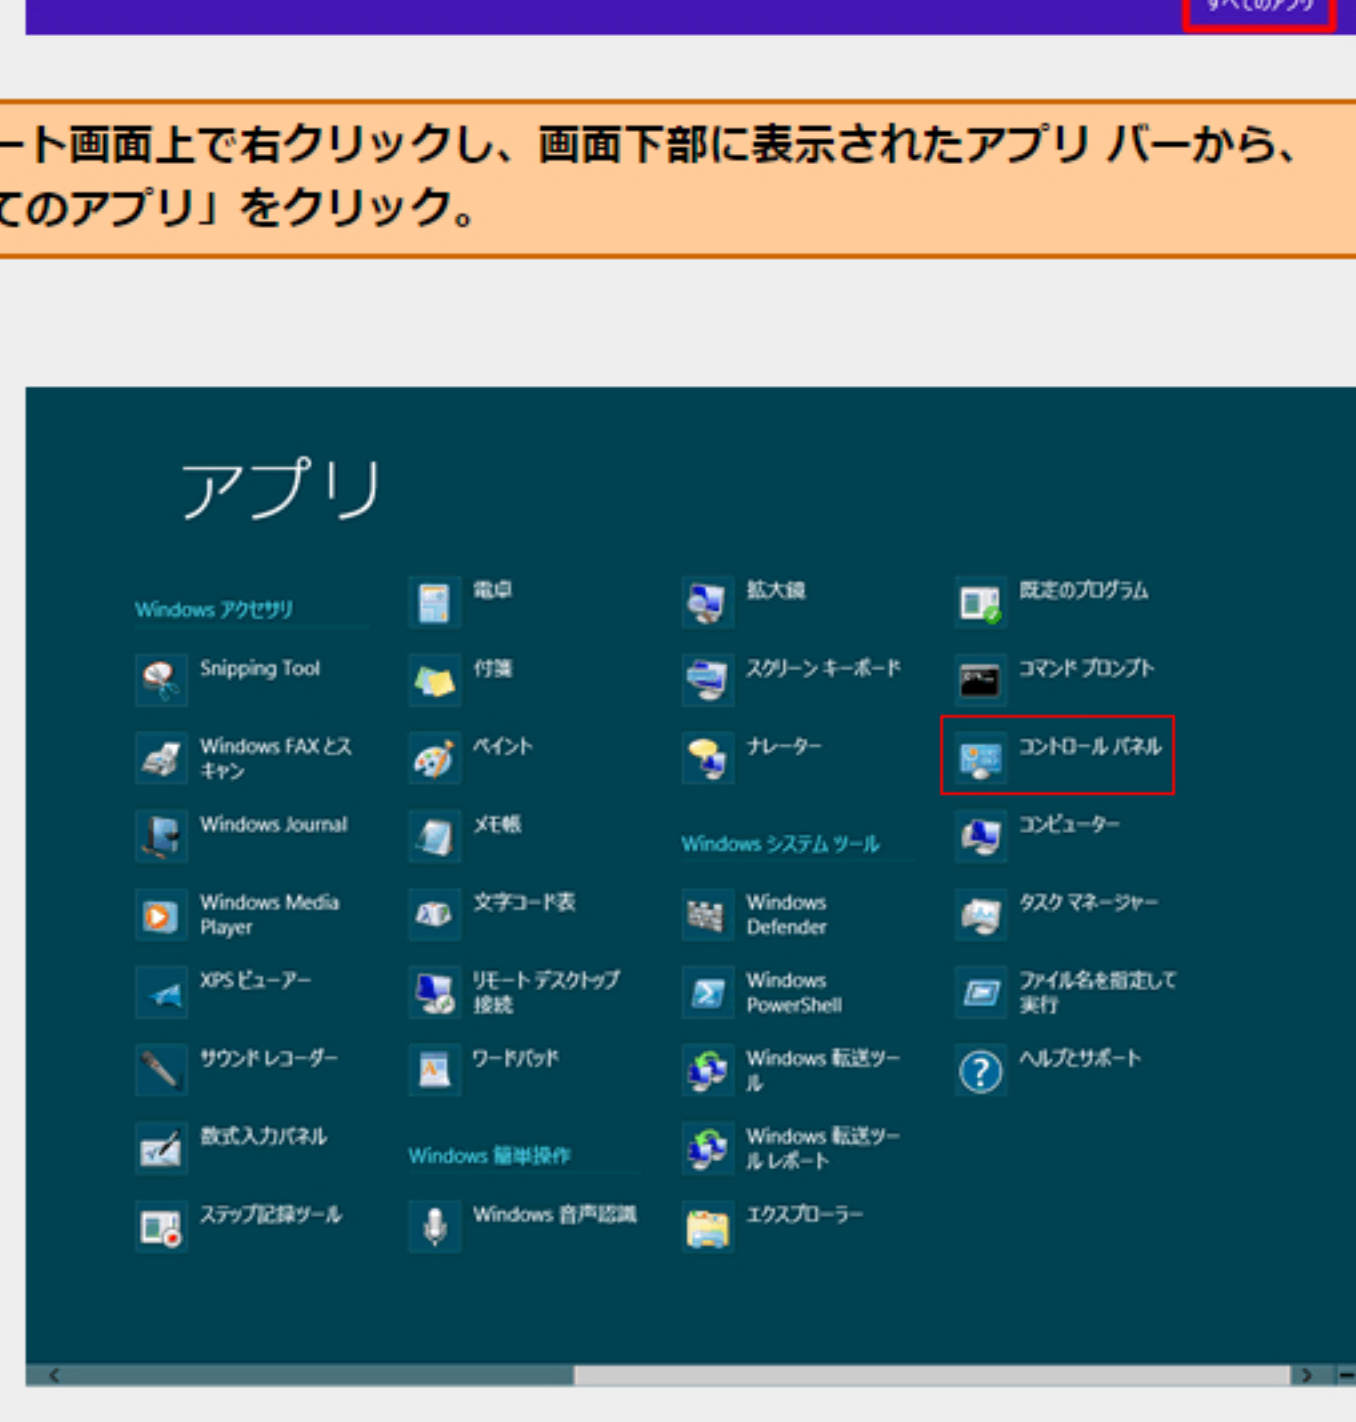 すべてのアプリ
ート画面上で右クリックし、画面下部に表示されたアプリ バーから、
てのアプリ」をクリック。
アプリ
Windows アクセサリ
Snipping Tool
Windows FAX とス
キャン
Windows Journal
Windows Media
Player
XPS ビューアー
サウンド レコーダー
数式入力パネル
ステップ記録ツール
電卓
付箋
ペイント
メモ帳
文字コード表
リモート デスクトップ
接続
ワードパッド
Windows 簡単操作
Windows 音声認識
拡大鏡
スクリーン キーボード
ナレーター
Windows システム ツール
Windows
Defender
Windows
PowerShell
Windows 転送ツー
ル
Windows 転送ツー
ル レポート
エクスプローラー
既定のプログラム
コマンド プロンプト
コントロール パネル
コンピューター
タスク マネージャー
ファイル名を指定して
実行
ヘルプとサポート